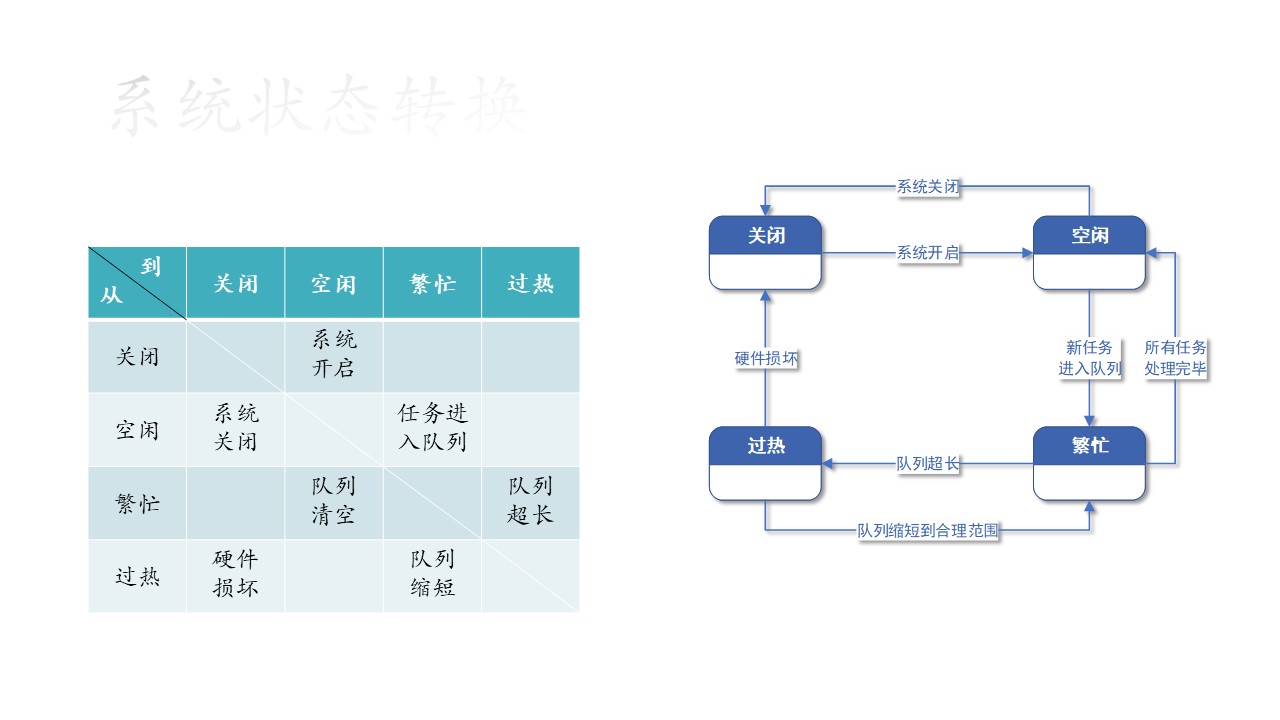 系统状态转换
到
从
关闭
空闲
繁忙
过热
关闭
系统
开启
空闲
系统
关闭
任务进
入队列
繁忙
队列
清空
队列
超长
过热
硬件
损坏
队列
缩短
系统关闭
关闭
空闲
系统开启
硬件损坏
新任务
进入队列
所有任务
处理完毕
过热
繁忙
队列超长
队列缩短到合理范围